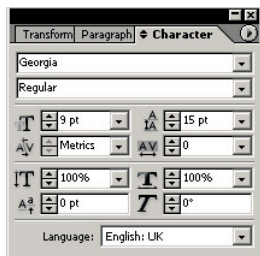 Transform Paragraph Character
Georgia
Regular
9 pt 15 pt
Metrics 0
100% 100%
0 pt 0°
Language: English: UK